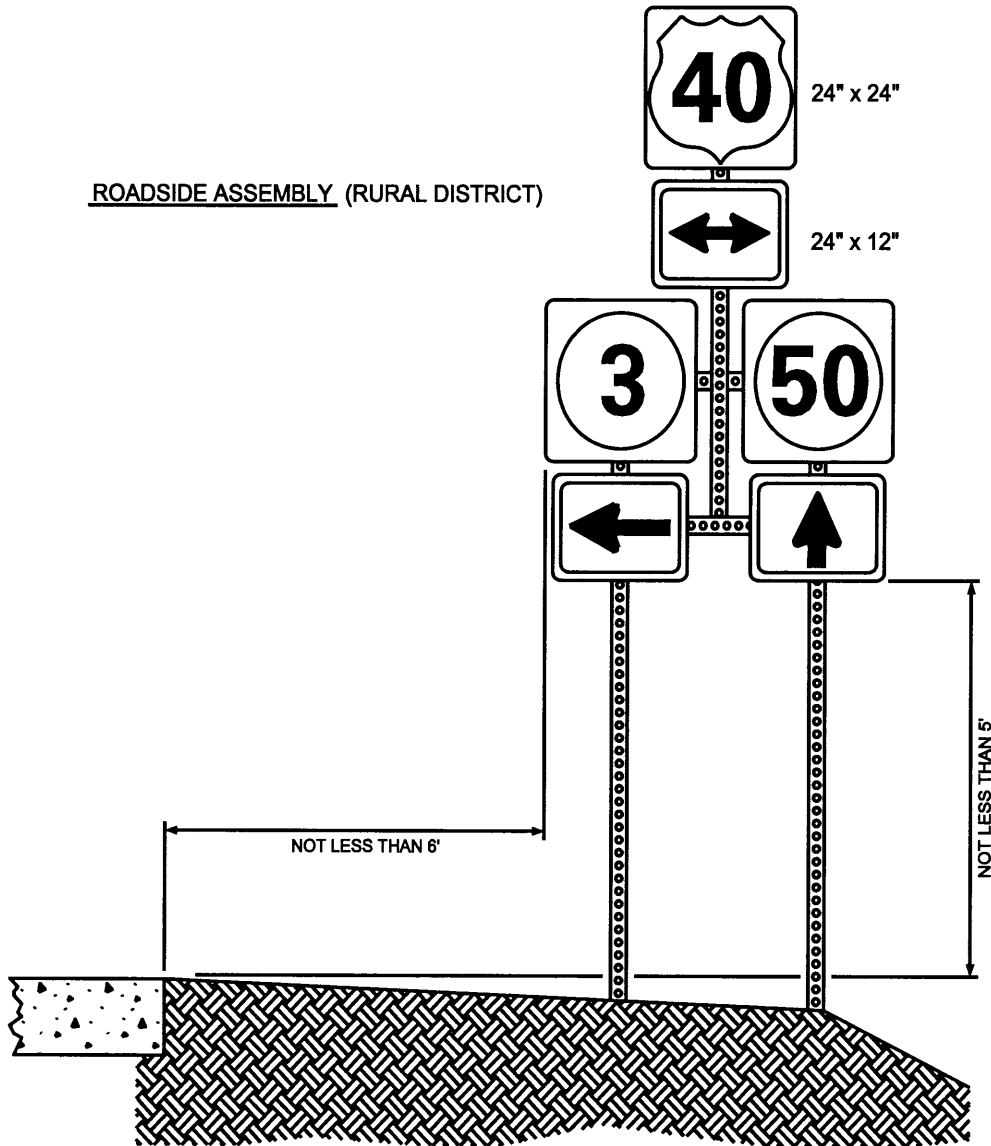 40
24" x 24"
ROADSIDE ASSEMBLY (RURAL DISTRICT)
24" x 12"
3
50
NOT LESS THAN 6'
NOT LESS THAN 5'